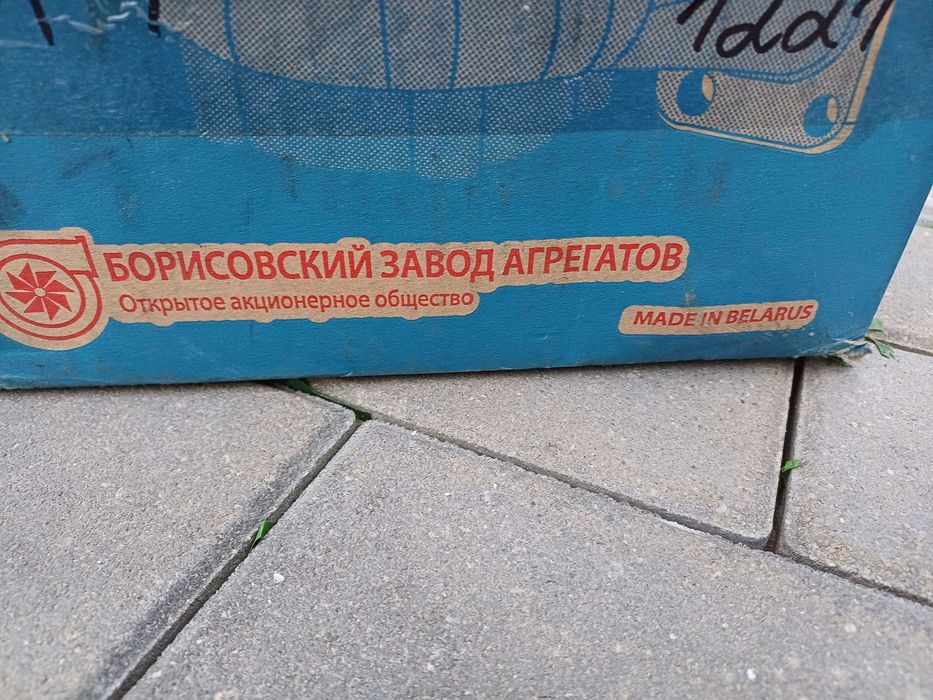 БОРИСОВСКИЙ ЗАВОД АГРЕГАТОВ
Открытое акционерное общество
MADE IN BELARUS